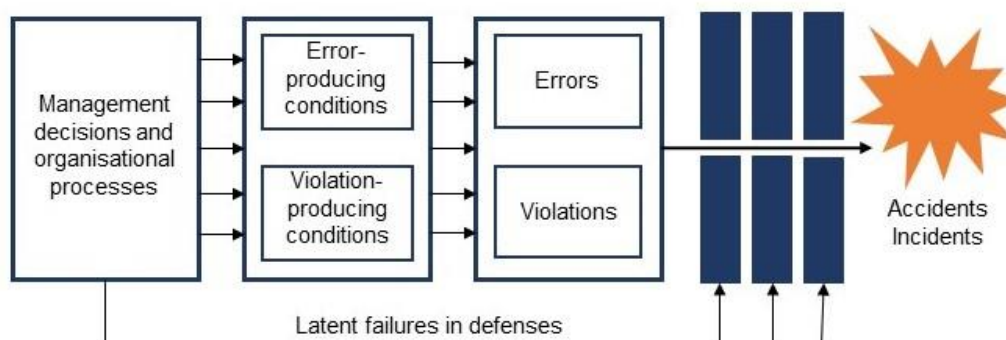 Management
decisions and
organisational
processes
Error-
producing
conditions
Violation-
producing
conditions
Errors
Violations
Accidents
Incidents
Latent failures in defenses